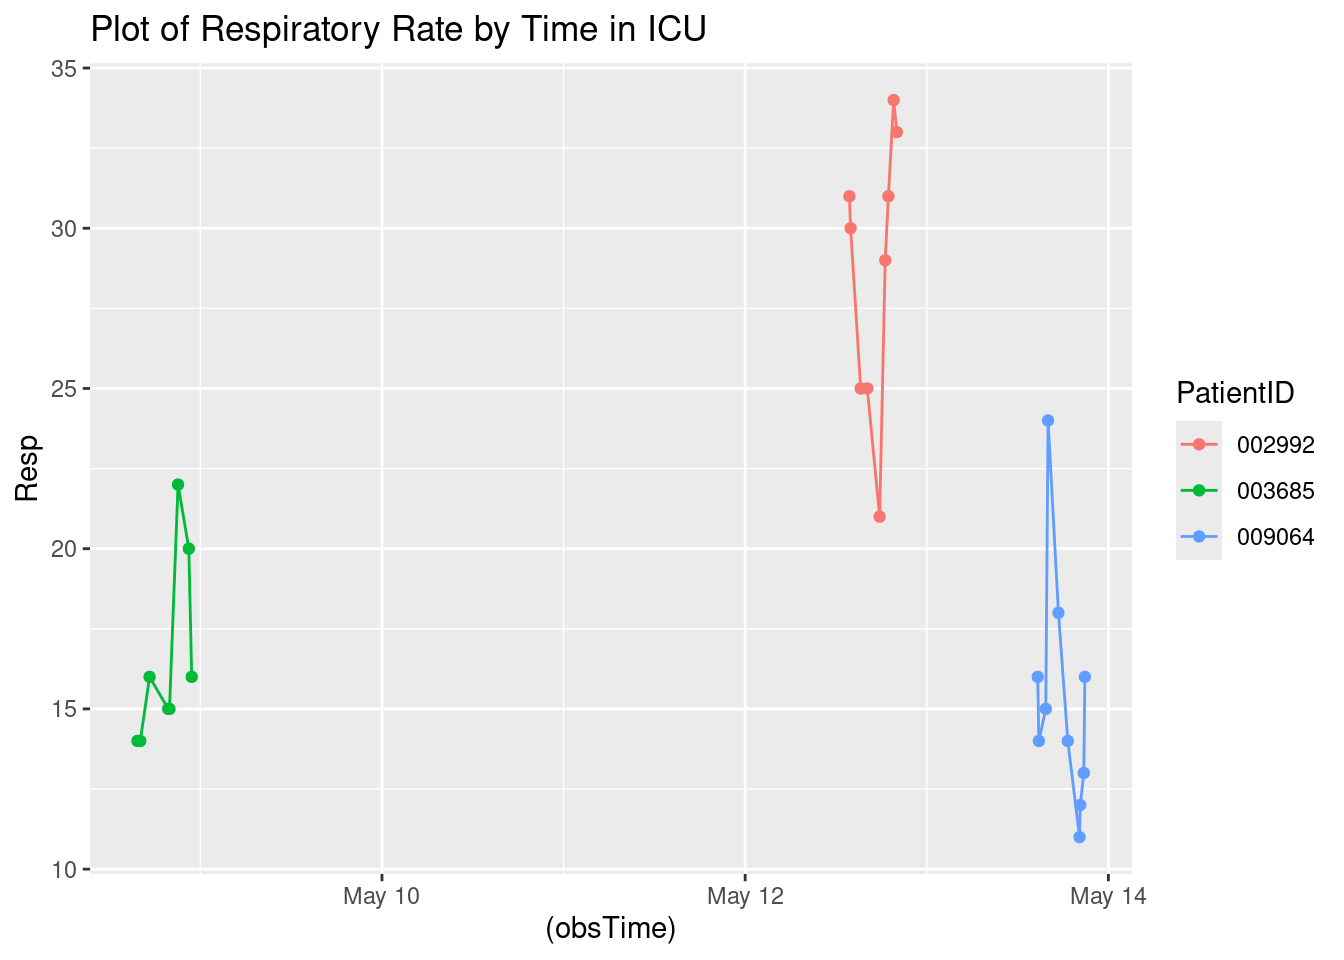 Plot of Respiratory Rate by Time in ICU
35
30
25
20
15
10
Resp
May 10
May 12
May 14
(obsTime)
PatientID
002992
003685
009064